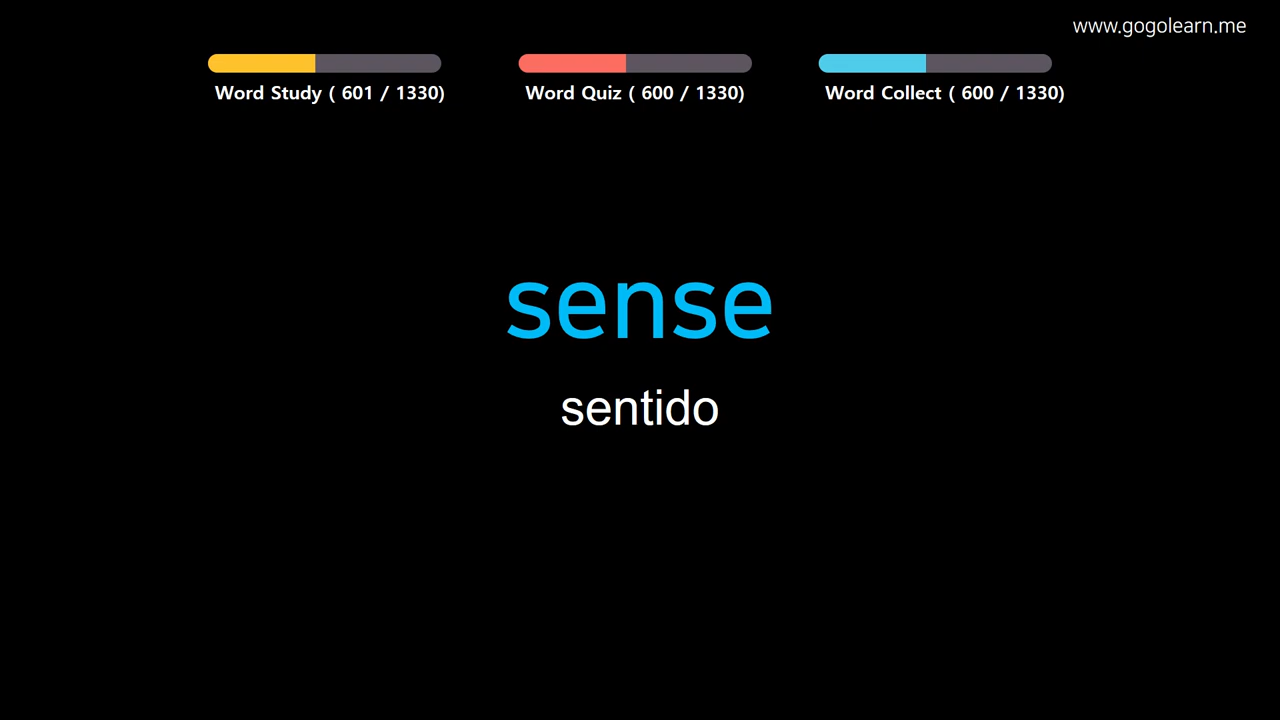 www.gogolearn.me
Word Study ( 601 / 1330)
Word Quiz ( 600 / 1330)
Word Collect ( 600 / 1330)
sense
sentido